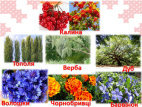 Калина
Тополя
Верба
Дуб
Волошки
Чорнобривці
Барвінок